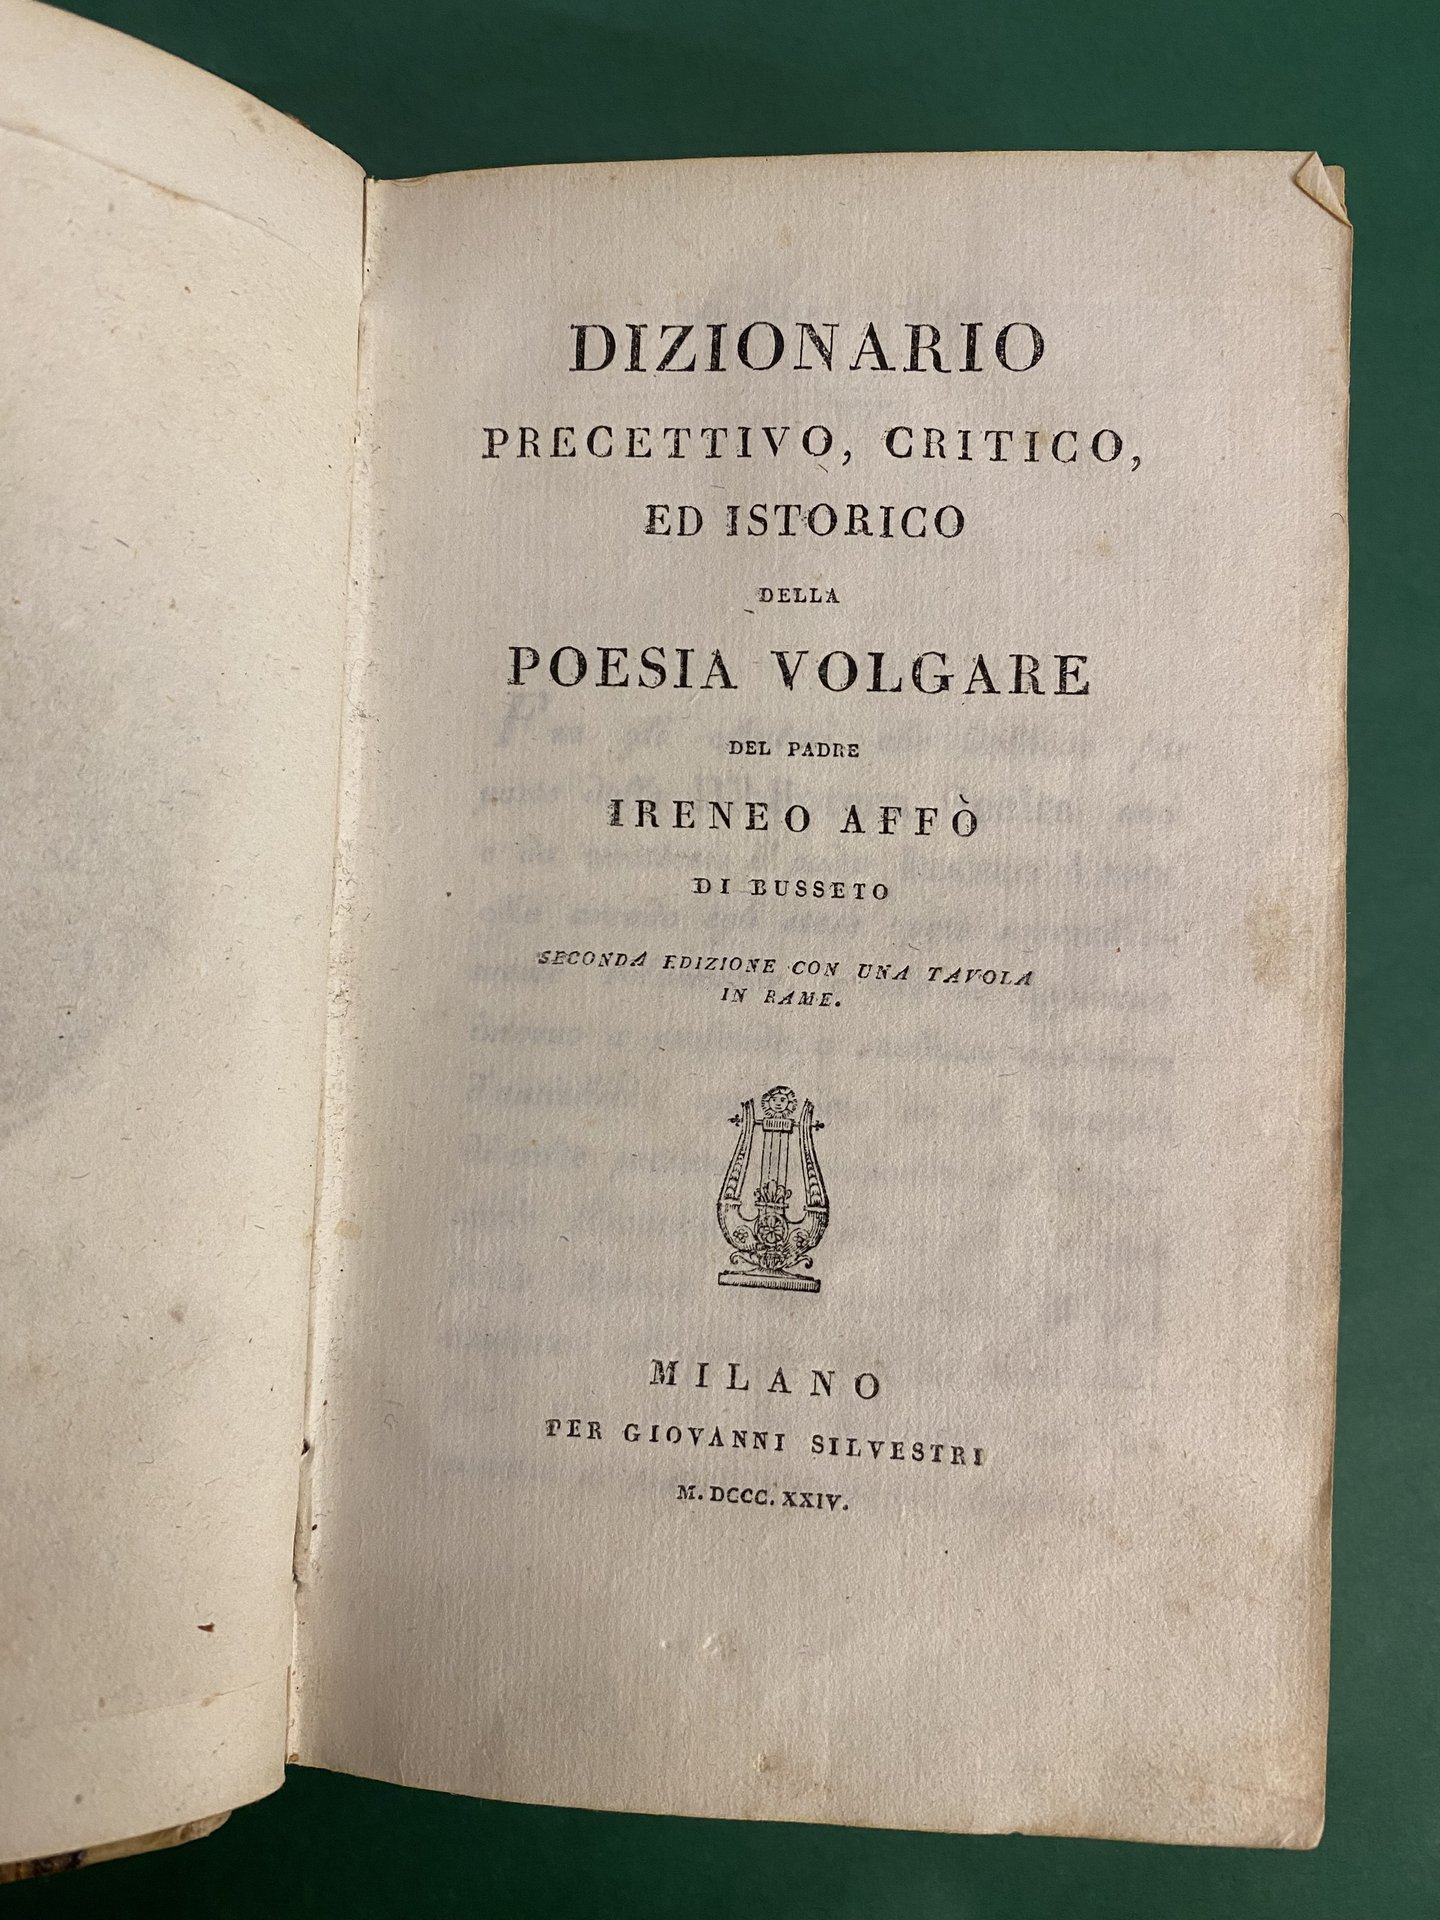 DIZIONARIO
PRECETTIVO, CRITICO,
ED ISTORICO
DELLA
POESIA VOLGARE
DEL PADRE
IRENEO AFFÒ
DI BUSSETO
SECONDA EDIZIONE CON UNA TAVOLA
IN RAME.
MILANO
PER GIOVANNI SILVESTRI
M. DCCC. XXIV.